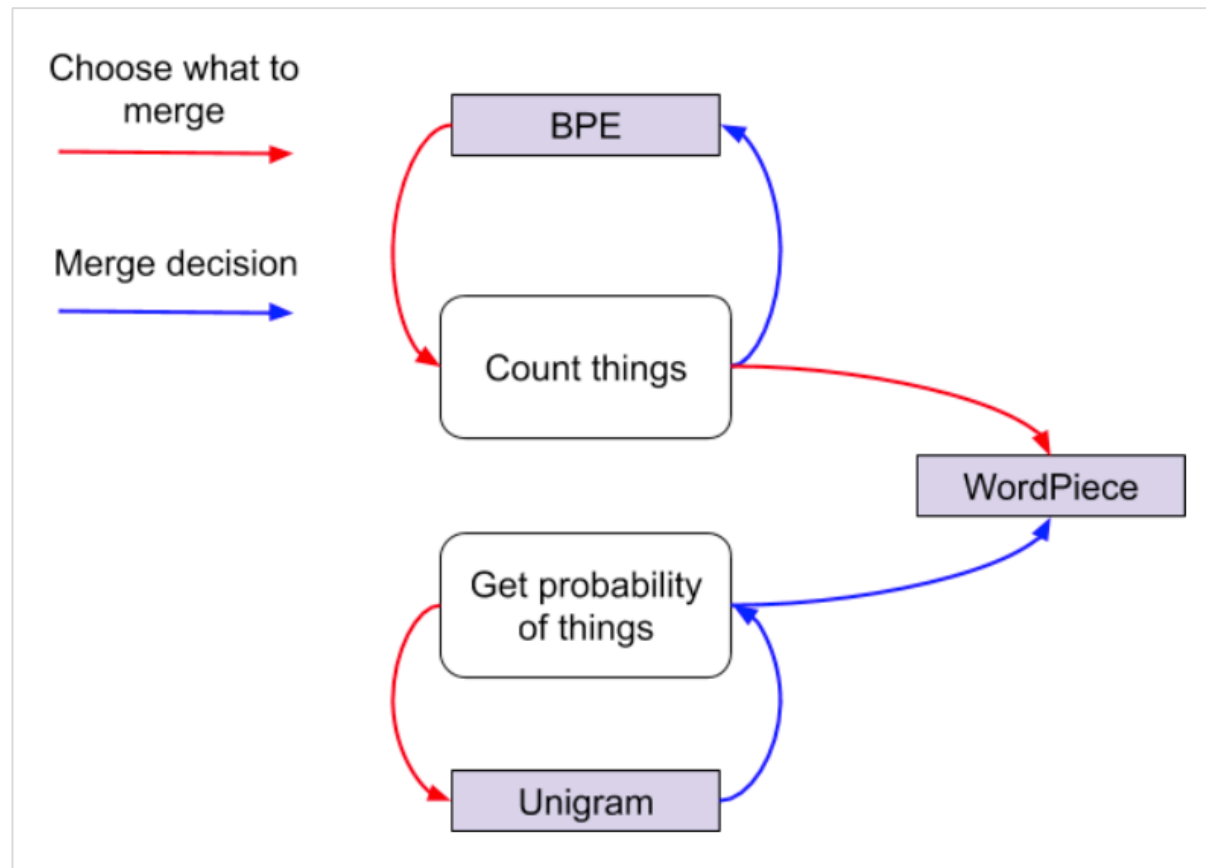 Choose what to
merge
Merge decision
BPE
Count things
WordPiece
Get probability
of things
Unigram